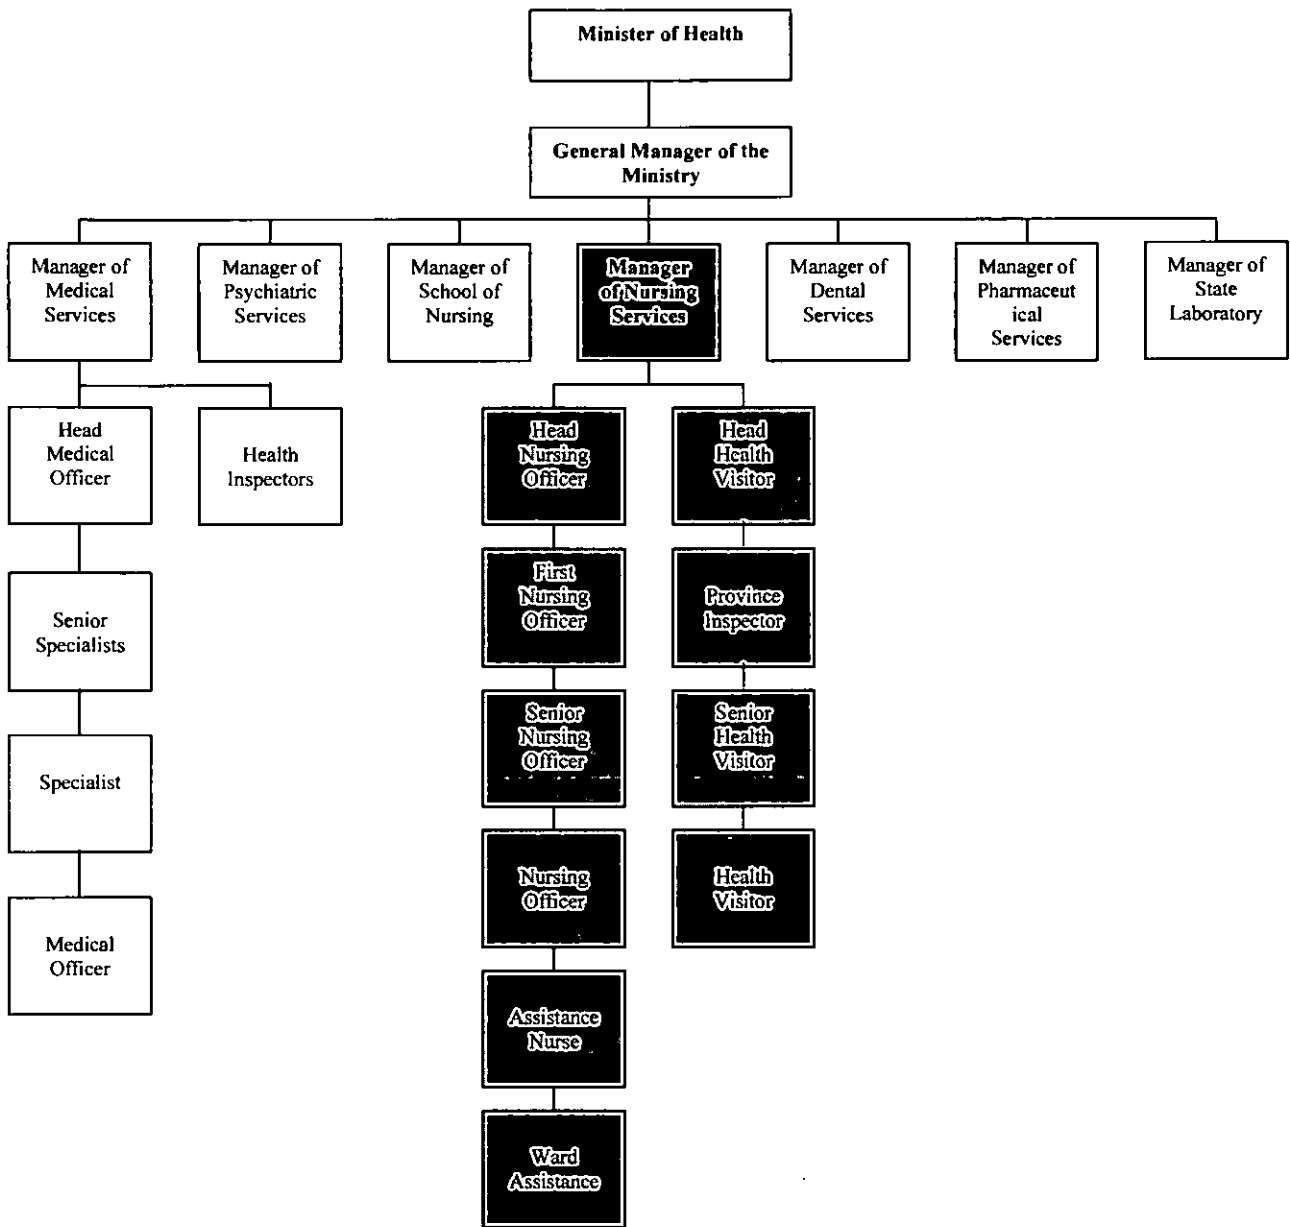 Minister of Health
General Manager of the
Ministry
Manager of
Medical
Services
Manager of
Psychiatric
Services
Manager of
School of
Nursing
Manager
of Nursing
Services
Manager of
Dental
Services
Manager of
Pharmaceut
ical
Services
Manager of
State
Laboratory
Head
Medical
Officer
Health
Inspectors
Head
Nursing
Officer
Head
Health
Visitor
Senior
Specialists
First
Nursing
Officer
Province
Inspector
Specialist
Senior
Nursing
Officer
Senior
Health
Visitor
Medical
Officer
Nursing
Officer
Health
Visitor
Assistance
Nurse
Ward
Assistance